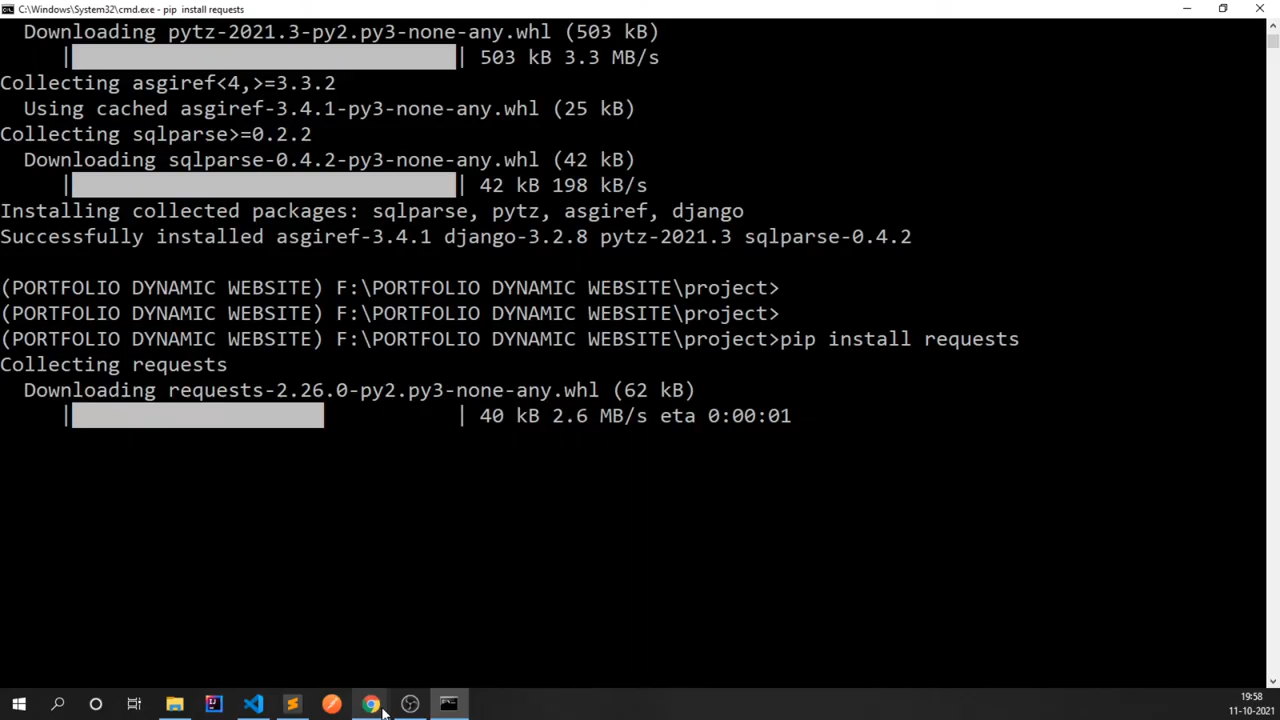 C:\Windows\System32\cmd.exe - pip install requests
Downloading pytz-2021.3-py2.py3-none-any.whl (503 kB)
| | 503 kB 3.3 MB/s
Collecting asgiref<4,>=3.3.2
Using cached asgiref-3.4.1-py3-none-any.whl (25 kB)
Collecting sqlparse>=0.2.2
Downloading sqlparse-0.4.2-py3-none-any.whl (42 kB)
| | 42 kB 198 kB/s
Installing collected packages: sqlparse, pytz, asgiref, django
Successfully installed asgiref-3.4.1 django-3.2.8 pytz-2021.3 sqlparse-0.4.2
(PORTFOLIO DYNAMIC WEBSITE) F:\PORTFOLIO DYNAMIC WEBSITE\project>
(PORTFOLIO DYNAMIC WEBSITE) F:\PORTFOLIO DYNAMIC WEBSITE\project>
(PORTFOLIO DYNAMIC WEBSITE) F:\PORTFOLIO DYNAMIC WEBSITE\project>pip install requests
Collecting requests
Downloading requests-2.26.0-py2.py3-none-any.whl (62 kB)
| | 40 kB 2.6 MB/s eta 0:00:01
19:58
11-10-2021